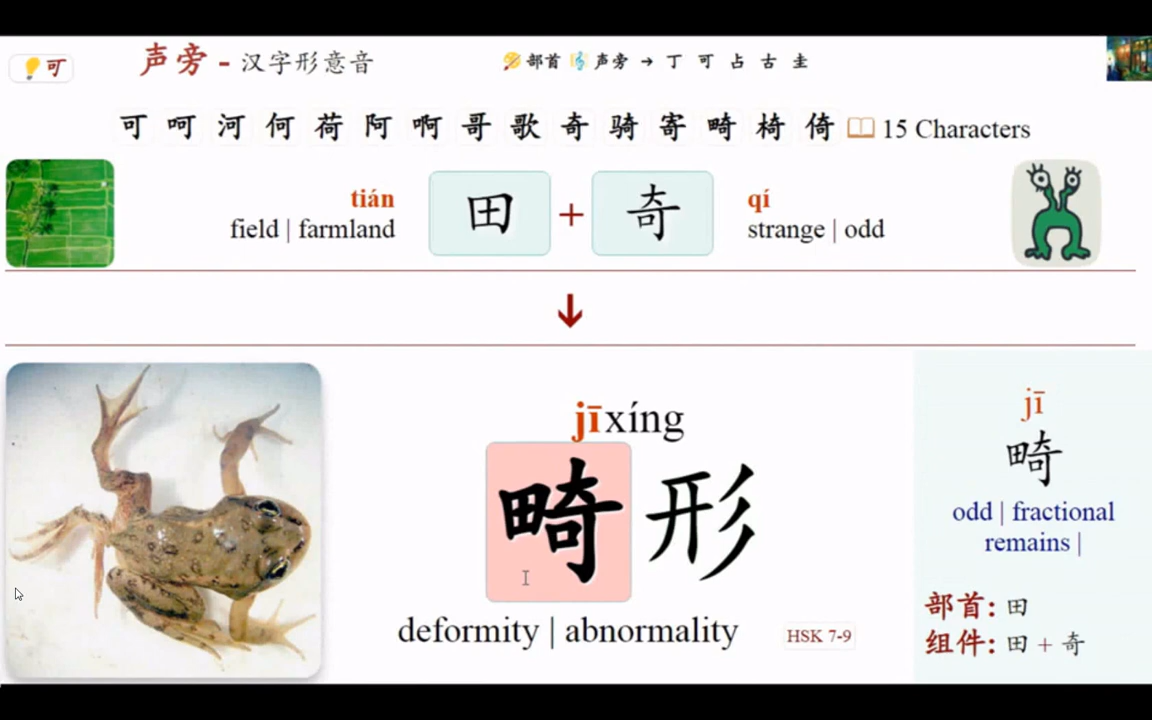 可
声旁 - 汉字形意音
部首 声旁 → 丁 可 占 古 圭
可 呵 河 何 荷 阿 啊 哥 歌 奇 骑 寄 畸 椅 倚 15 Characters
tián
field | farmland
田 + 奇
qí
strange | odd
↓
jīxíng
畸形
deformity | abnormality
HSK 7-9
jī
畸
odd | fractional
remains |
部首: 田
组件: 田 + 奇